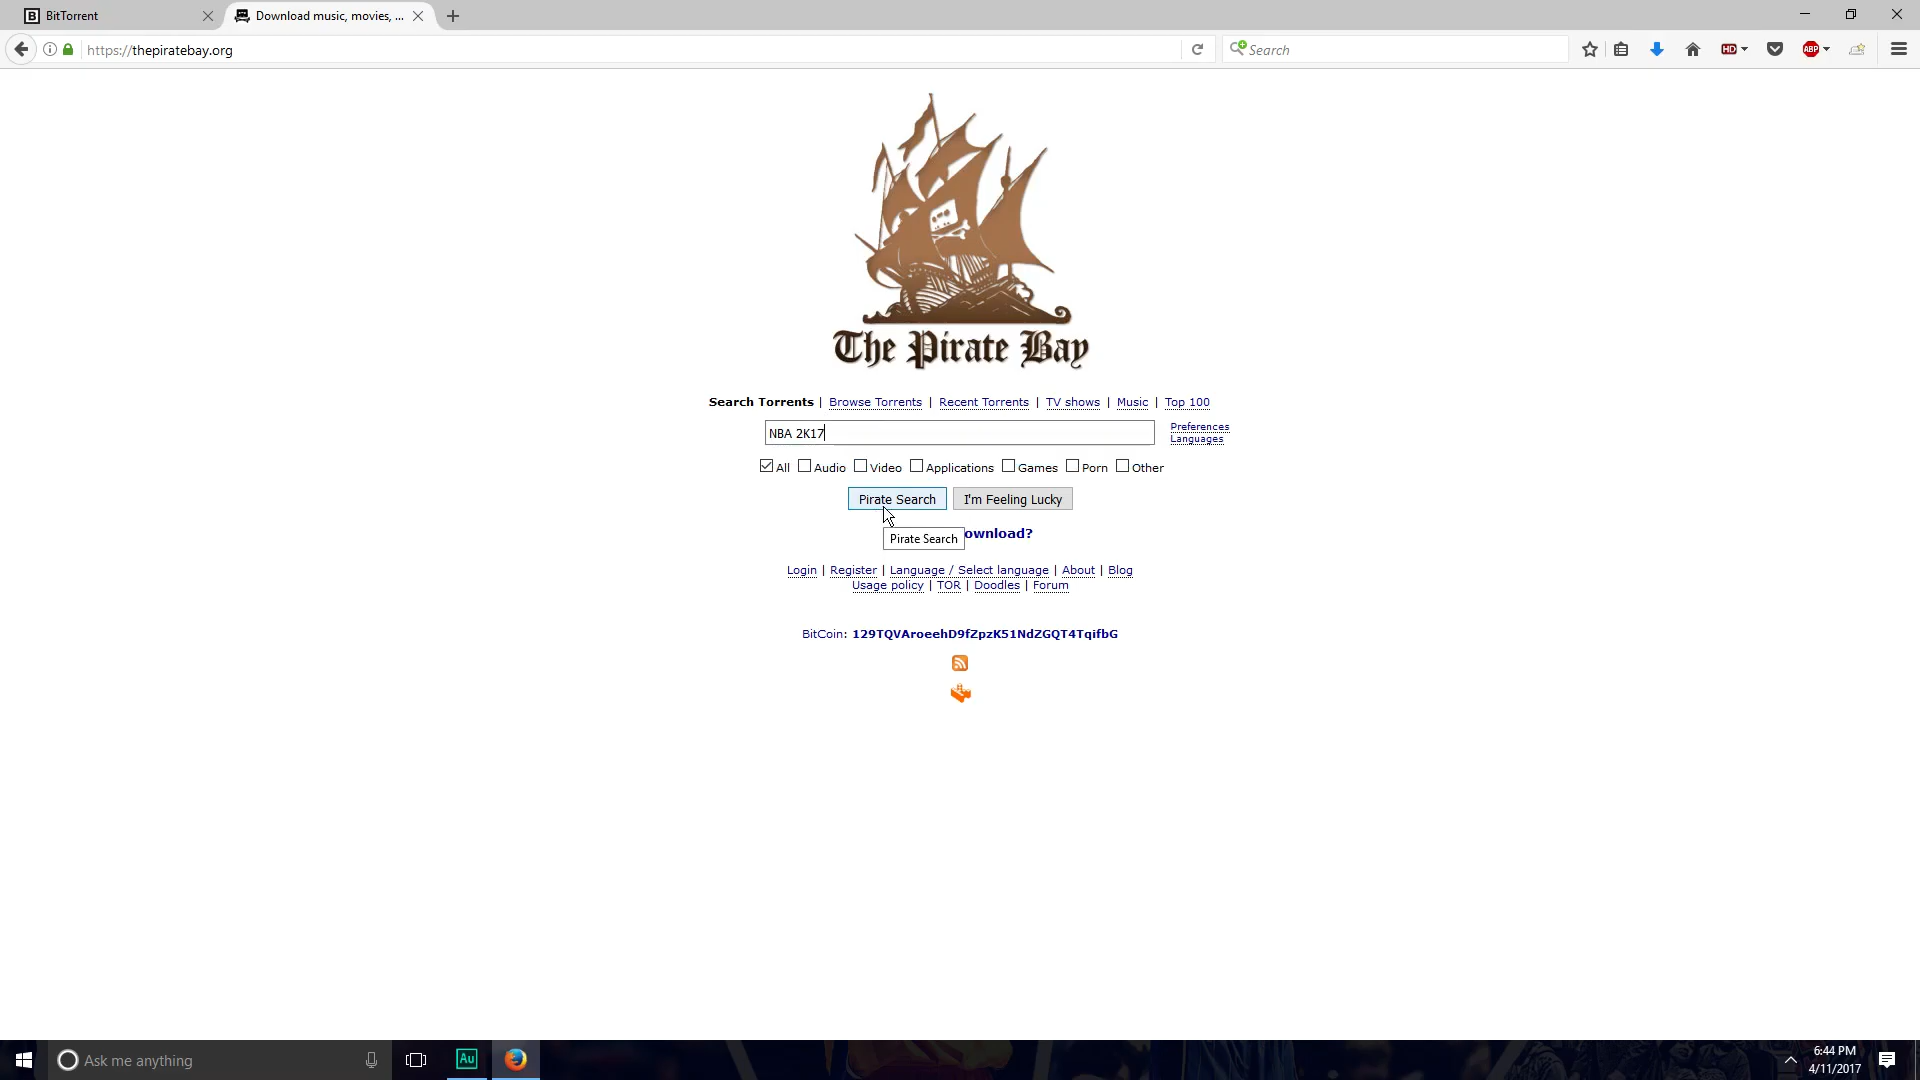 BitTorrent
Download music, movies, ...
https://thepiratebay.org
Search
HD
ABP
The Pirate Bay
Search Torrents | Browse Torrents | Recent Torrents | TV shows | Music | Top 100
NBA 2K17
Preferences
Languages
All Audio Video Applications Games Porn Other
Pirate Search I'm Feeling Lucky
ownload?
Pirate Search
Login | Register | Language / Select language | About | Blog
Usage policy | TOR | Doodles | Forum
BitCoin: 129TQVAroeehD9fZpzK51NdZGQT4TqifbG
Ask me anything
Au
6:44 PM
4/11/2017